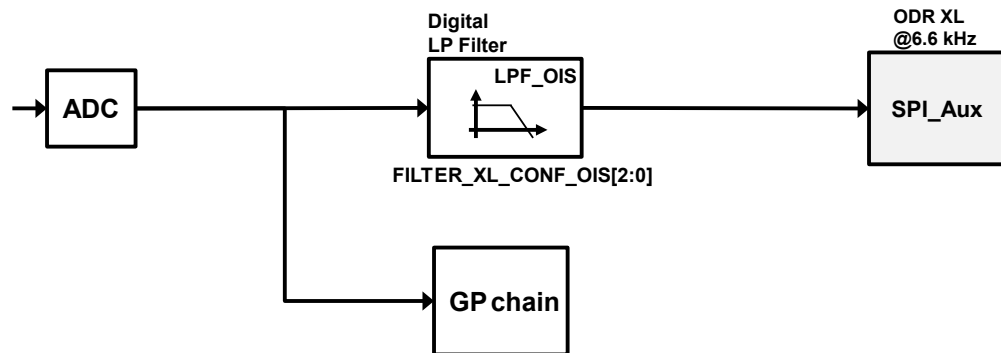 Digital
LP Filter
ODR XL
@6.6 kHz
ADC
LPF_OIS
SPI_Aux
FILTER_XL_CONF_OIS[2:0]
GP chain